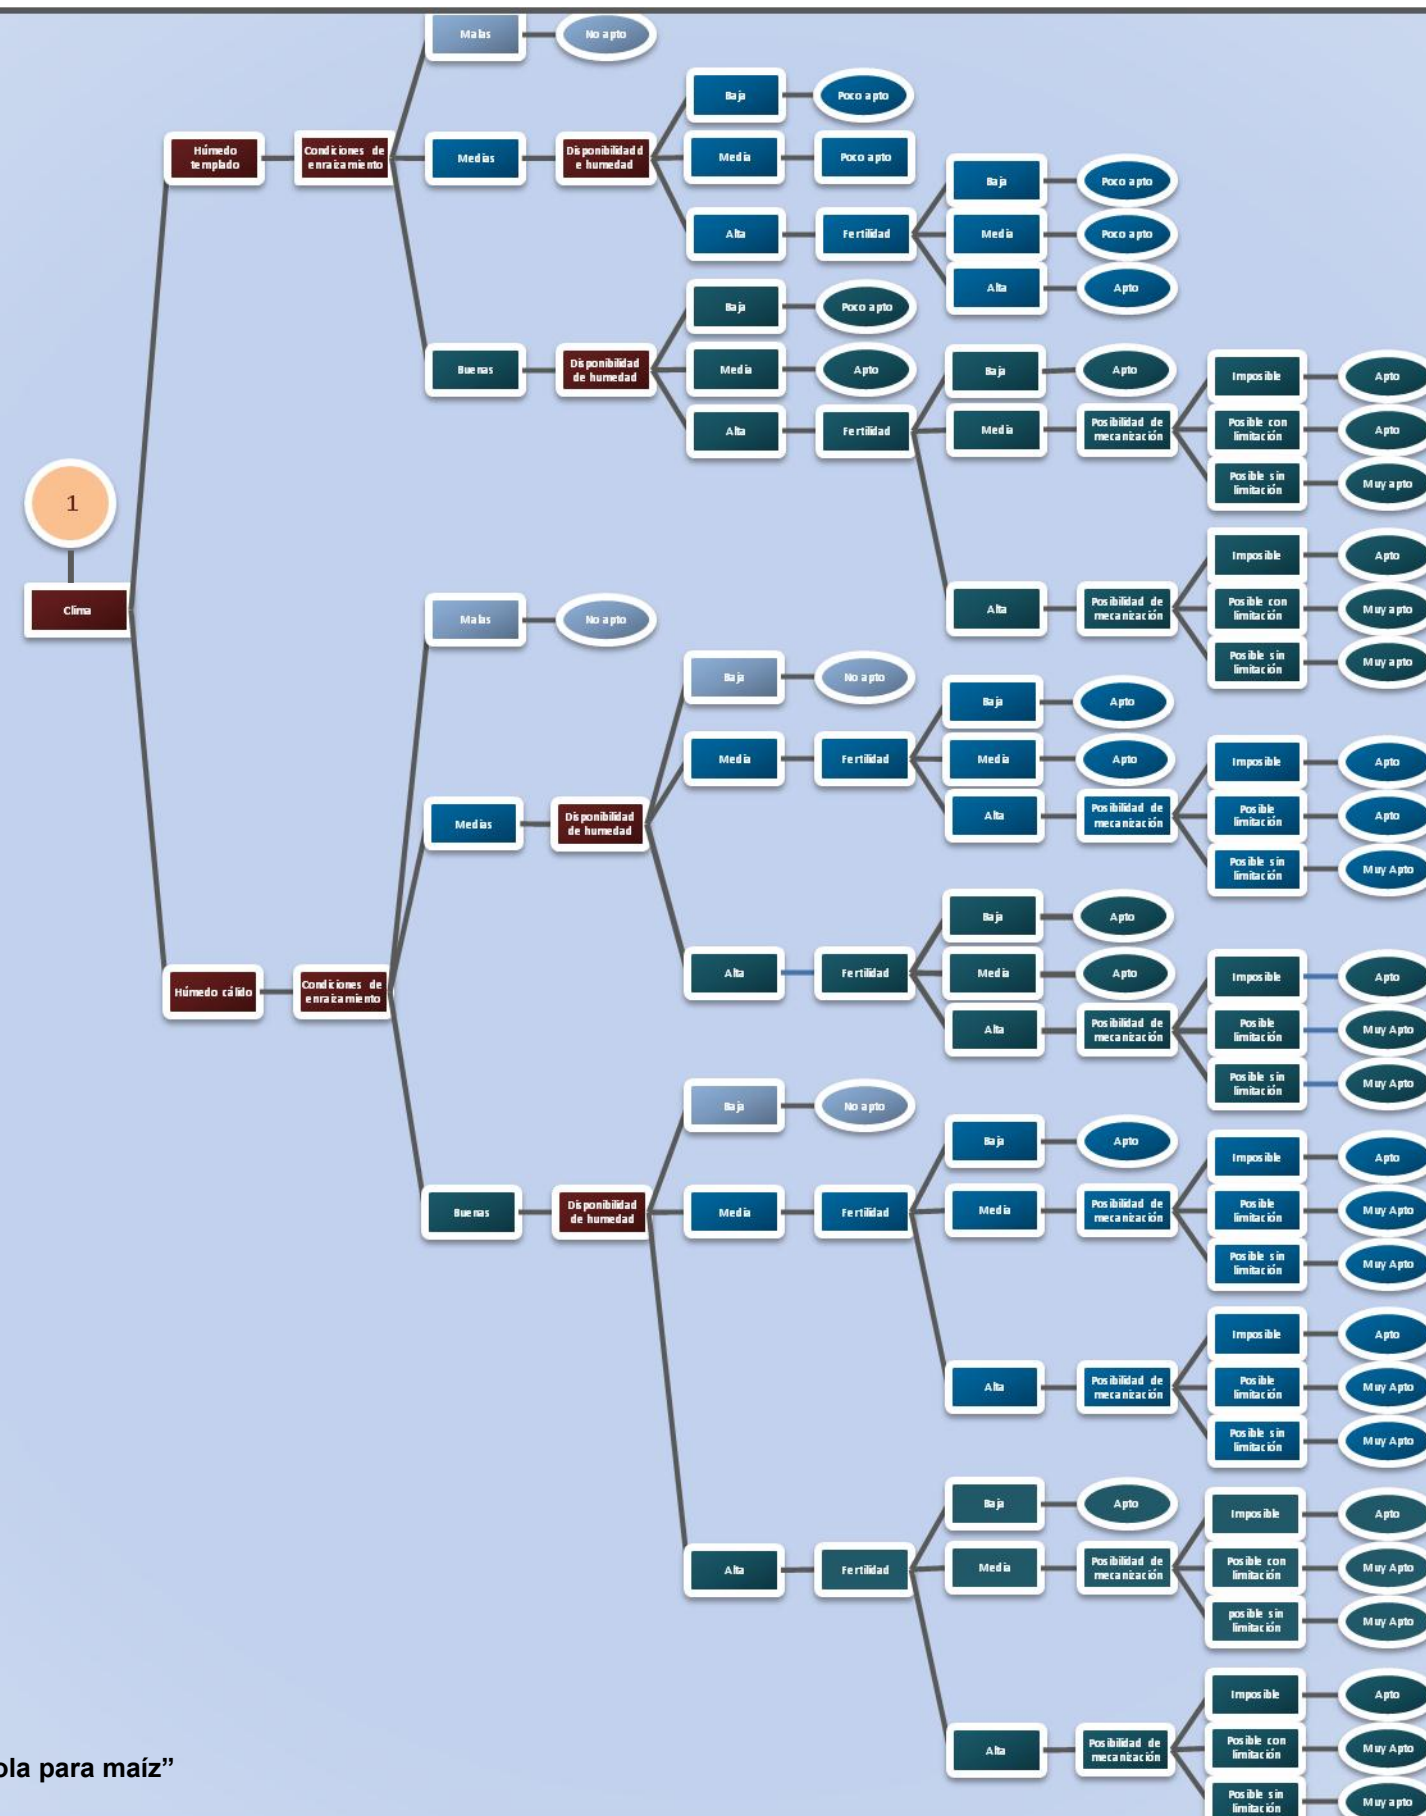 Malas
No apto
Baja
Poco apto
Húmedo
templado
Condiciones de
enraizamiento
Medias
Disponibilidadd
e humedad
Media
Poco apto
Baja
Poco apto
Alta
Fertilidad
Media
Poco apto
Alta
Apto
Baja
Poco apto
Buenas
Disponibilidad
de humedad
Media
Apto
Baja
Apto
Imposible
Apto
Alta
Fertilidad
Media
Posibilidad de
mecanización
Posible con
limitación
Apto
Posible sin
limitación
Muy apto
1
Clima
Imposible
Apto
Alta
Posibilidad de
mecanización
Posible con
limitación
Muy apto
Posible sin
limitación
Muy apto
Malas
No apto
Baja
No apto
Baja
Apto
Media
Fertilidad
Media
Apto
Imposible
Apto
Medias
Disponibilidad
de humedad
Alta
Posibilidad de
mecanización
Posible
limitación
Apto
Posible sin
limitación
Muy Apto
Baja
Apto
Alta
Fertilidad
Media
Apto
Imposible
Apto
Húmedo cálido
Condiciones de
enraizamiento
Alta
Posibilidad de
mecanización
Posible
limitación
Muy Apto
Posible sin
limitación
Muy Apto
Baja
No apto
Baja
Apto
Imposible
Apto
Buenas
Disponibilidad
de humedad
Media
Fertilidad
Media
Posibilidad de
mecanización
Posible
limitación
Muy Apto
Posible sin
limitación
Muy Apto
Imposible
Apto
Alta
Posibilidad de
mecanización
Posible
limitación
Muy Apto
Posible sin
limitación
Muy Apto
Baja
Apto
Imposible
Apto
Alta
Fertilidad
Media
Posibilidad de
mecanización
Posible con
limitación
Muy Apto
posible sin
limitación
Muy Apto
Imposible
Apto
Alta
Posibilidad de
mecanización
Posible con
limitación
Muy Apto
Posible sin
limitación
Muy apto
ola para maíz”